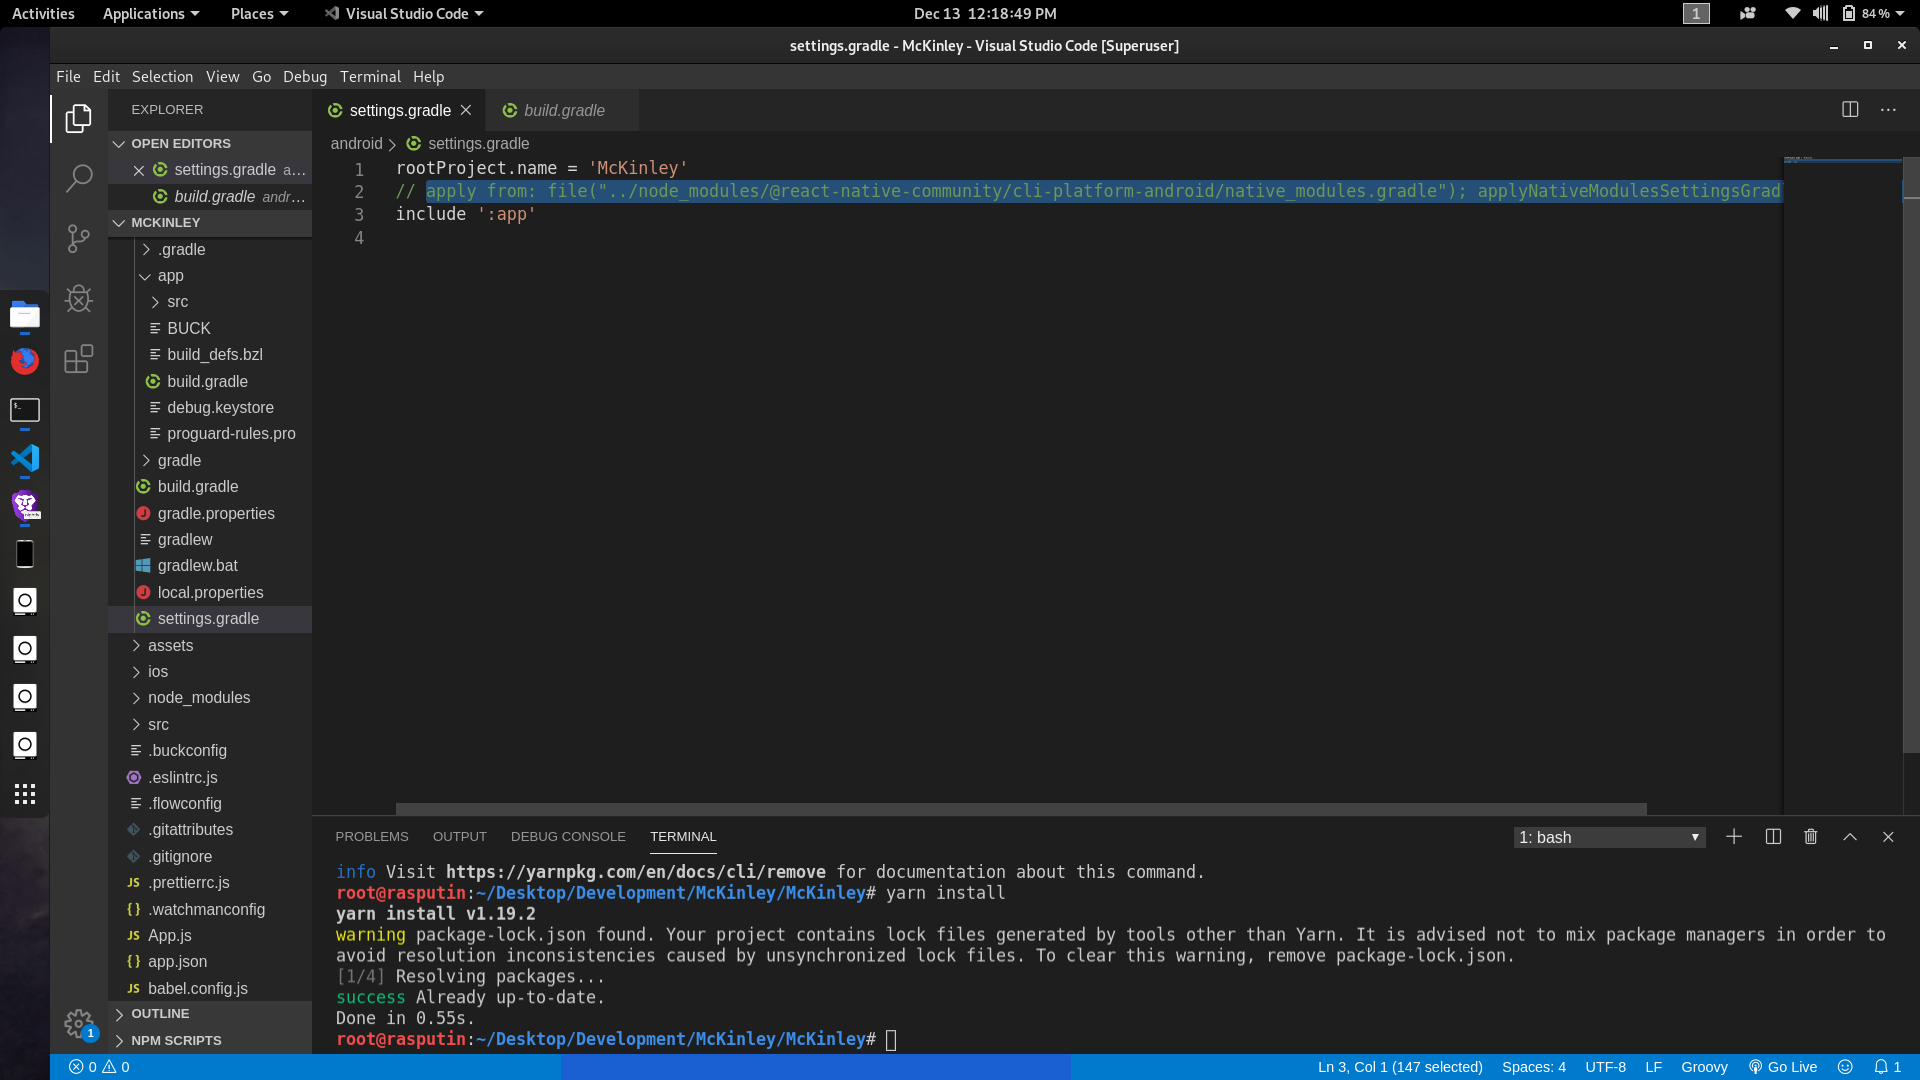 Activities Applications Places Visual Studio Code Dec 13 12:18:49 PM 1 84 %
settings.gradle - McKinley - Visual Studio Code [Superuser]
File Edit Selection View Go Debug Terminal Help
EXPLORER
OPEN EDITORS
settings.gradle a...
build.gradle andr...
MCKINLEY
.gradle
app
src
BUCK
build_defs.bzl
build.gradle
debug.keystore
proguard-rules.pro
gradle
build.gradle
gradle.properties
gradlew
gradlew.bat
local.properties
settings.gradle
assets
ios
node_modules
src
.buckconfig
.eslintrc.js
.flowconfig
.gitattributes
.gitignore
.prettierrc.js
.watchmanconfig
App.js
app.json
babel.config.js
OUTLINE
NPM SCRIPTS
1
settings.gradle build.gradle
android settings.gradle
1 rootProject.name = 'McKinley'
2 // apply from: file("../node_modules/@react-native-community/cli-platform-android/native_modules.gradle"); applyNativeModulesSettingsGrad
3 include ':app'
4
PROBLEMS OUTPUT DEBUG CONSOLE TERMINAL 1: bash
info Visit https://yarnpkg.com/en/docs/cli/remove for documentation about this command.
root@rasputin:~/Desktop/Development/McKinley/McKinley# yarn install
yarn install v1.19.2
warning package-lock.json found. Your project contains lock files generated by tools other than Yarn. It is advised not to mix package managers in order to
avoid resolution inconsistencies caused by unsynchronized lock files. To clear this warning, remove package-lock.json.
[1/4] Resolving packages...
success Already up-to-date.
Done in 0.55s.
root@rasputin:~/Desktop/Development/McKinley/McKinley#
0 0 Ln 3, Col 1 (147 selected) Spaces: 4 UTF-8 LF Groovy Go Live 1